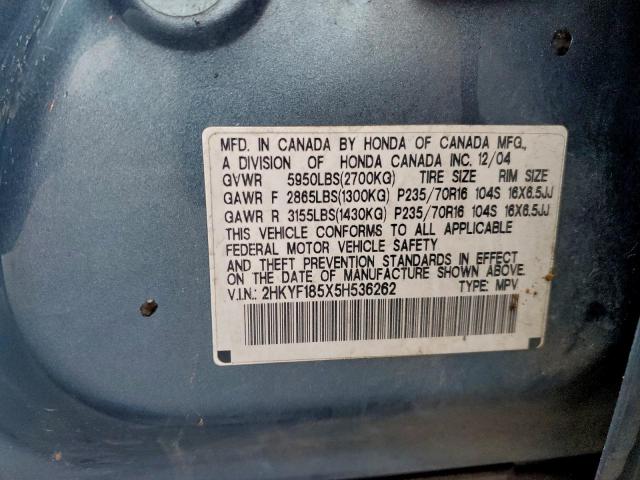 MFD. IN CANADA BY HONDA OF CANADA MFG.,
A DIVISION OF HONDA CANADA INC. 12/04
GVWR 5950LBS(2700KG) TIRE SIZE RIM SIZE
GAWR F 2865LBS(1300KG) P235/70R16 104S 16X6.5JJ
GAWR R 3155LBS(1430KG) P235/70R16 104S 16X6.5JJ
THIS VEHICLE CONFORMS TO ALL APPLICABLE
FEDERAL MOTOR VEHICLE SAFETY
AND THEFT PREVENTION STANDARDS IN EFFECT
ON THE DATE OF MANUFACTURE SHOWN ABOVE.
V.I.N.: 2HKYF185X5H536262 TYPE: MPV